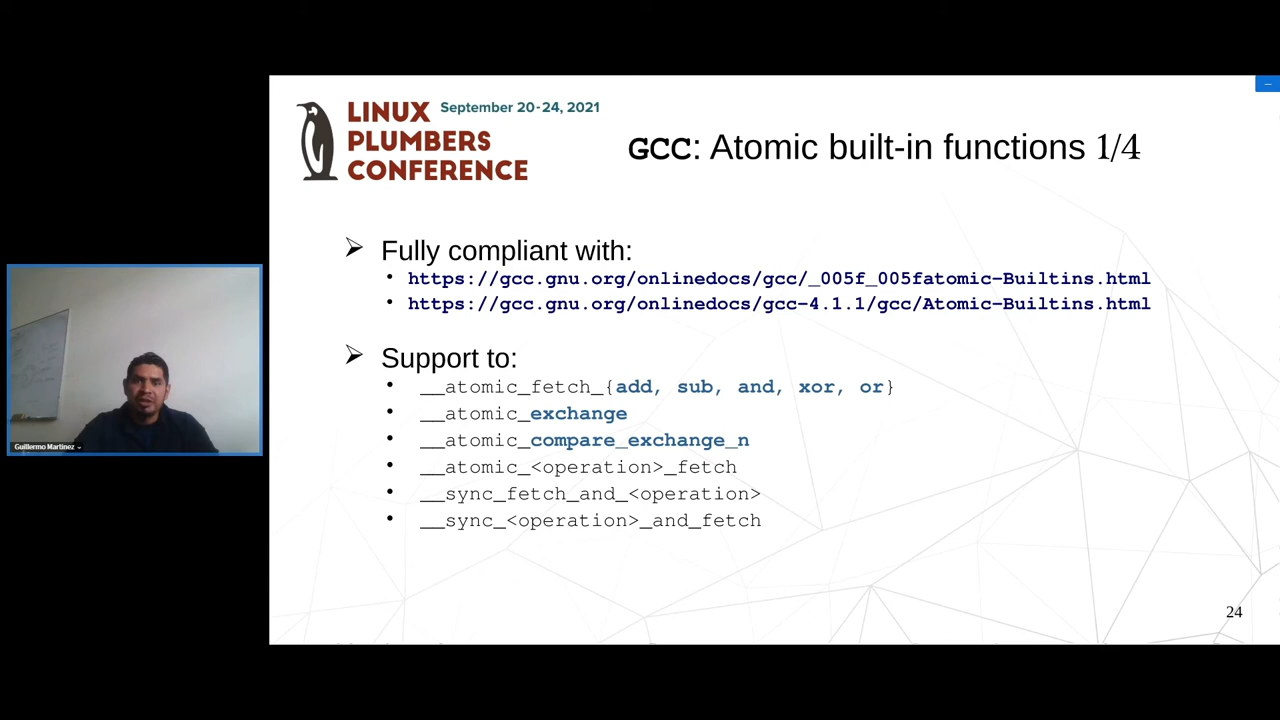 LINUX September 20-24, 2021
PLUMBERS
CONFERENCE
GCC: Atomic built-in functions 1/4
➢ Fully compliant with:
• https://gcc.gnu.org/onlinedocs/gcc/_005f_005fatomic-Builtins.html
• https://gcc.gnu.org/onlinedocs/gcc-4.1.1/gcc/Atomic-Builtins.html
➢ Support to:
• __atomic_fetch_{add, sub, and, xor, or}
• __atomic_exchange
• __atomic_compare_exchange_n
• __atomic_<operation>_fetch
• __sync_fetch_and_<operation>
• __sync_<operation>_and_fetch
Guillermo Martinez
24